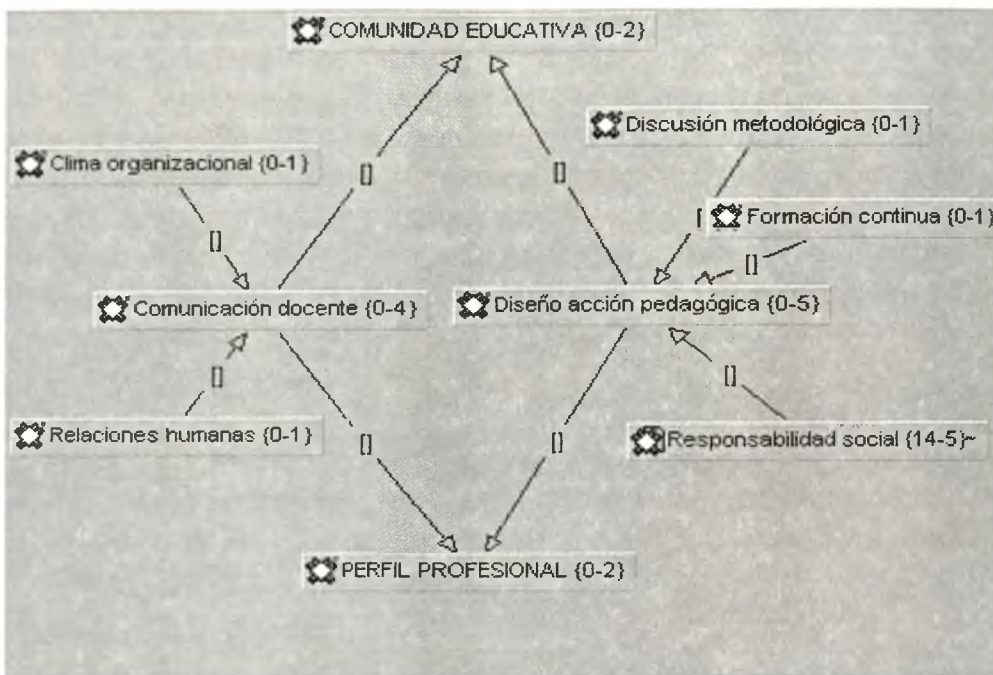 COMUNIDAD EDUCATIVA {0-2}
Discusión metodológica {0-1}
Clima organizacional {0-1}
[]
[]
Formación continua {0-1}
[]
[]
Comunicación docente {0-4}
Diseño acción pedagógica {0-5}
[]
[]
Relaciones humanas {0-1}
[]
[]
Responsabilidad social {14-5}~
PERFIL PROFESIONAL {0-2}